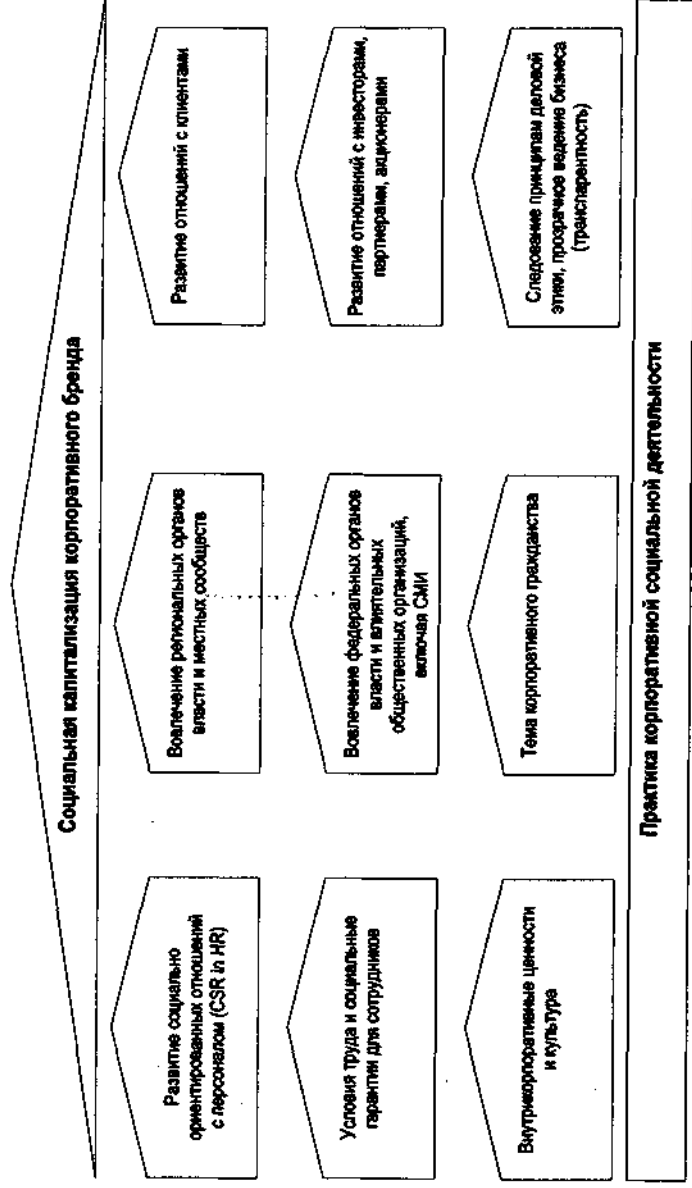 Социальная капитализация корпоративного бренда
Развитие социально
ориентированных отношений
с персоналом (CSR in HR)
Вовлечение региональных органов
власти и местных сообществ
Развитие отношений с клиентами
Условия труда и социальные
гарантии для сотрудников
Вовлечение федеральных органов
власти и влиятельных
общественных организаций,
включая СМИ
Развитие отношений с инвесторами,
партнерами, акционерами
Внутрикорпоративные ценности
и культура
Тема корпоративного гражданства
Следование принципам деловой
этики, прозрачное ведение бизнеса
(транспарентность)
Практика корпоративной социальной деятельности